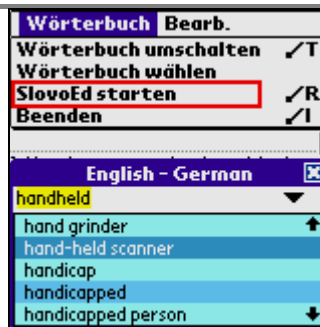 Wörterbuch Bearb.
Wörterbuch umschalten ⁄T
Wörterbuch wählen
SlovoEd starten ⁄R
Beenden ⁄I
English - German
handheld
hand grinder
hand-held scanner
handicap
handicapped
handicapped person